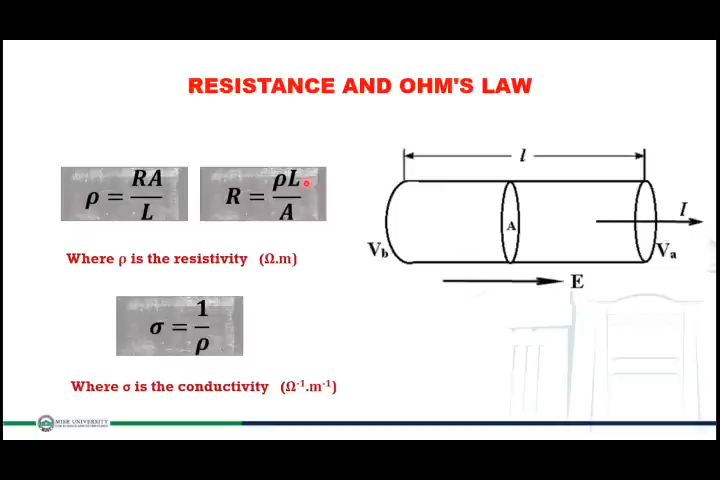 RESISTANCE AND OHM'S LAW
ρ = RA / L
R = ρL / A
Where ρ is the resistivity (Ω.m)
σ = 1 / ρ
Where σ is the conductivity (Ω⁻¹.m⁻¹)
l
A
I
V_b
V_a
E
MISR UNIVERSITY